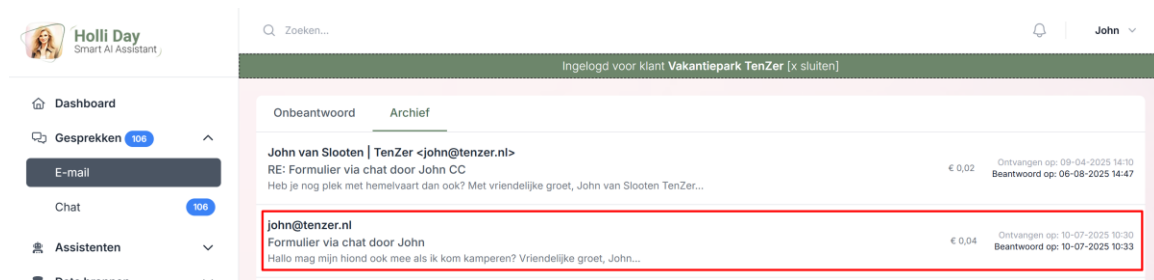 Holli Day
Smart AI Assistant
Zoeken...
John
Ingelogd voor klant Vakantiepark TenZer [x sluiten]
Dashboard
Gesprekken 106
E-mail
Chat 106
Assistenten
Onbeantwoord Archief
John van Slooten | TenZer <john@tenzer.nl>
RE: Formulier via chat door John CC
Heb je nog plek met hemelvaart dan ook? Met vriendelijke groet, John van Slooten TenZer...
€ 0,02
Ontvangen op: 09-04-2025 14:10
Beantwoord op: 06-08-2025 14:47
john@tenzer.nl
Formulier via chat door John
Hallo mag mijn hiond ook mee als ik kom kamperen? Vriendelijke groet, John...
€ 0,04
Ontvangen op: 10-07-2025 10:30
Beantwoord op: 10-07-2025 10:33